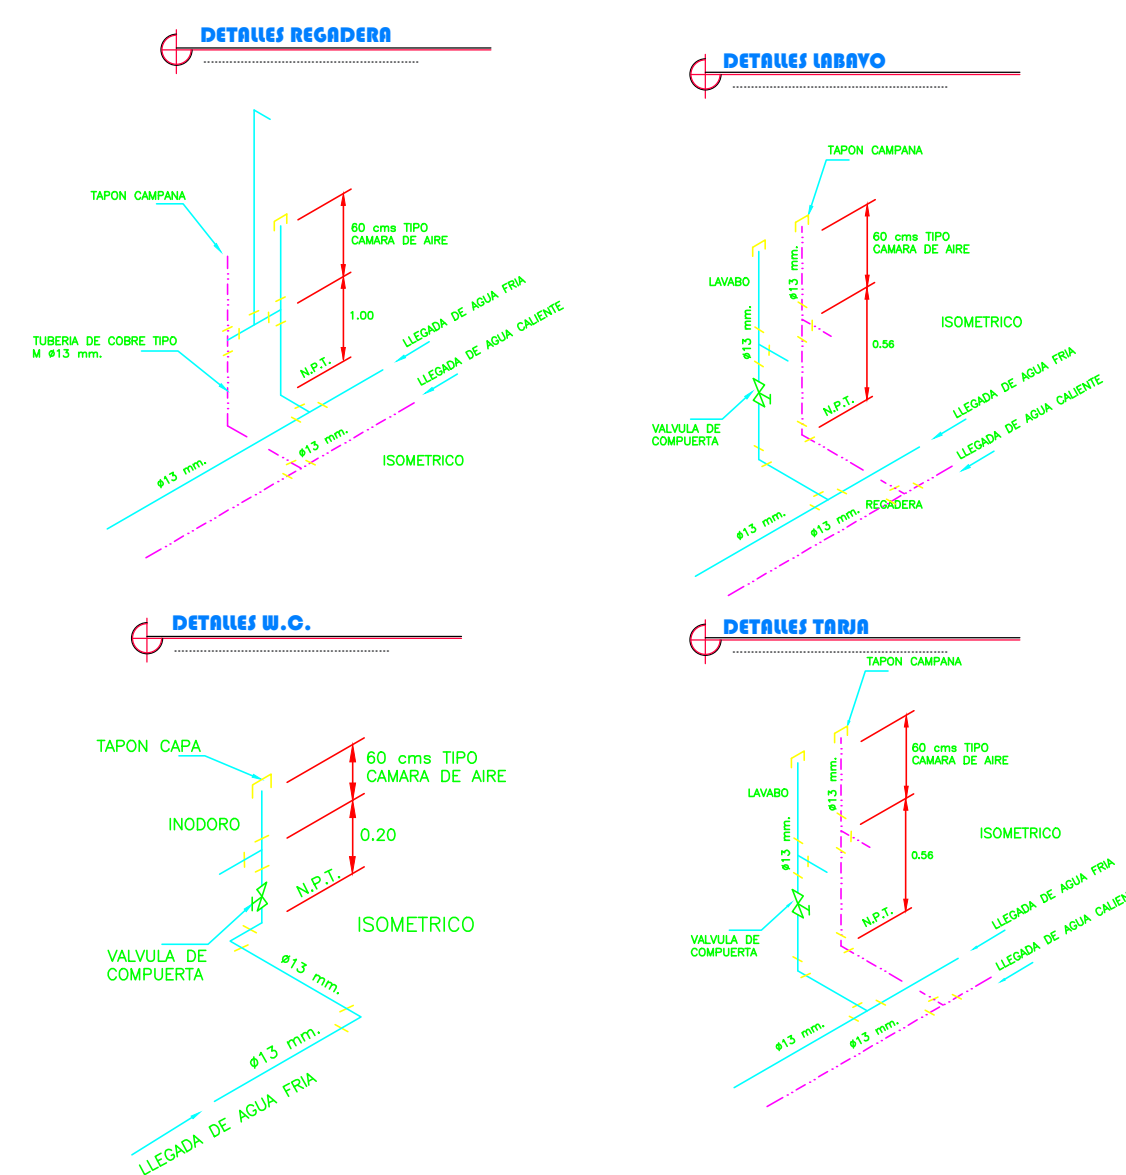 DETALLES REGADERA
TAPON CAMPANA
60 cms TIPO
CAMARA DE AIRE
TUBERIA DE COBRE TIPO
M ø13 mm.
1.00
N.P.T.
LLEGADA DE AGUA FRIA
LLEGADA DE AGUA CALIENTE
ø13 mm.
ø13 mm.
ISOMETRICO
DETALLES LABAVO
TAPON CAMPANA
60 cms TIPO
CAMARA DE AIRE
LAVABO
ø13 mm.
ø13 mm.
ISOMETRICO
0.56
N.P.T.
VALVULA DE
COMPUERTA
LLEGADA DE AGUA FRIA
LLEGADA DE AGUA CALIENTE
REGADERA
ø13 mm.
ø13 mm.
DETALLES W.C.
TAPON CAPA
60 cms TIPO
CAMARA DE AIRE
INODORO
0.20
N.P.T.
ISOMETRICO
VALVULA DE
COMPUERTA
ø13 mm.
ø13 mm.
LLEGADA DE AGUA FRIA
DETALLES TARJA
TAPON CAMPANA
60 cms TIPO
CAMARA DE AIRE
LAVABO
ø13 mm.
ø13 mm.
ISOMETRICO
0.56
N.P.T.
VALVULA DE
COMPUERTA
LLEGADA DE AGUA FRIA
LLEGADA DE AGUA CALIEN
ø13 mm.
ø13 mm.